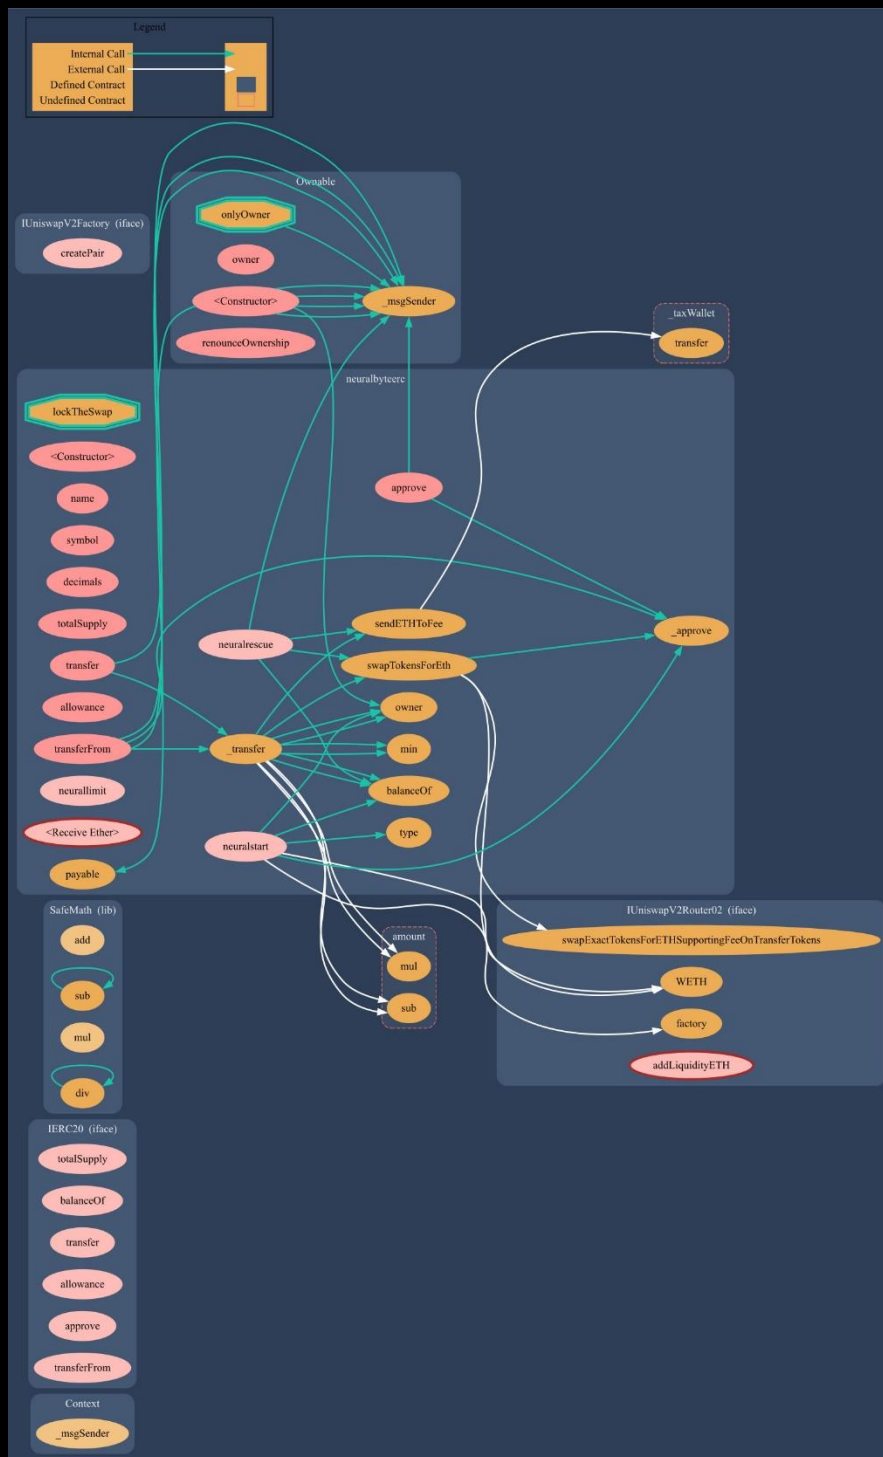 Legend
Internal Call
External Call
Defined Contract
Undefined Contract
Ownable
onlyOwner
owner
<Constructor>
renounceOwnership
_msgSender
IUniswapV2Factory (iface)
createPair
_taxWallet
transfer
neuralbyteerc
lockTheSwap
<Constructor>
name
symbol
decimals
totalSupply
transfer
allowance
transferFrom
neurallimit
<Receive Ether>
payable
neuralrescue
_transfer
neuralstart
approve
sendETHToFee
swapTokensForEth
owner
min
balanceOf
type
_approve
SafeMath (lib)
add
sub
mul
div
amount
mul
sub
IUniswapV2Router02 (iface)
swapExactTokensForETHSupportingFeeOnTransferTokens
WETH
factory
addLiquidityETH
IERC20 (iface)
totalSupply
balanceOf
transfer
allowance
approve
transferFrom
Context
_msgSender